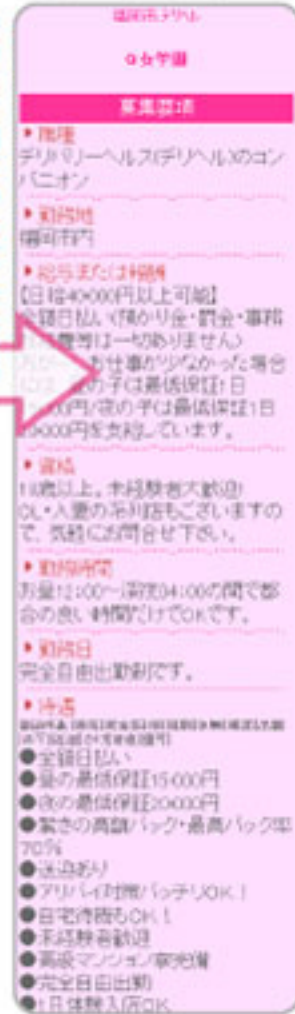 福岡市デリヘル
募集要項
職種
デリバリーヘルス(デリヘル)のコン
パニオン
勤務地
福岡市内
給与または報酬
【日給40000円以上可能】
全額日払い(預かり金・罰金・事務
費等は一切ありません)
お仕事が少なかった場合
の子は最低保証1日
000円/夜の子は最低保証1日
20000円を支給しています。
資格
18歳以上。未経験者大歓迎!
OL・人妻の
で、気軽にお問合せ下さい。
勤務時間
お昼12:00〜深夜04:00の間で都
合の良い時間だけでOKです。
勤務日
完全自由出勤制です。
待遇
●全額日払い
●昼の最低保証15000円
●夜の最低保証20000円
●驚きの高額バック・最高バック率
70%
●送迎あり
●アリバイ対策バッチリOK!
●自宅待機もOK!
●未経験者歓迎
●高級マンション寮完備
●完全自由出勤
●1日体験入店OK